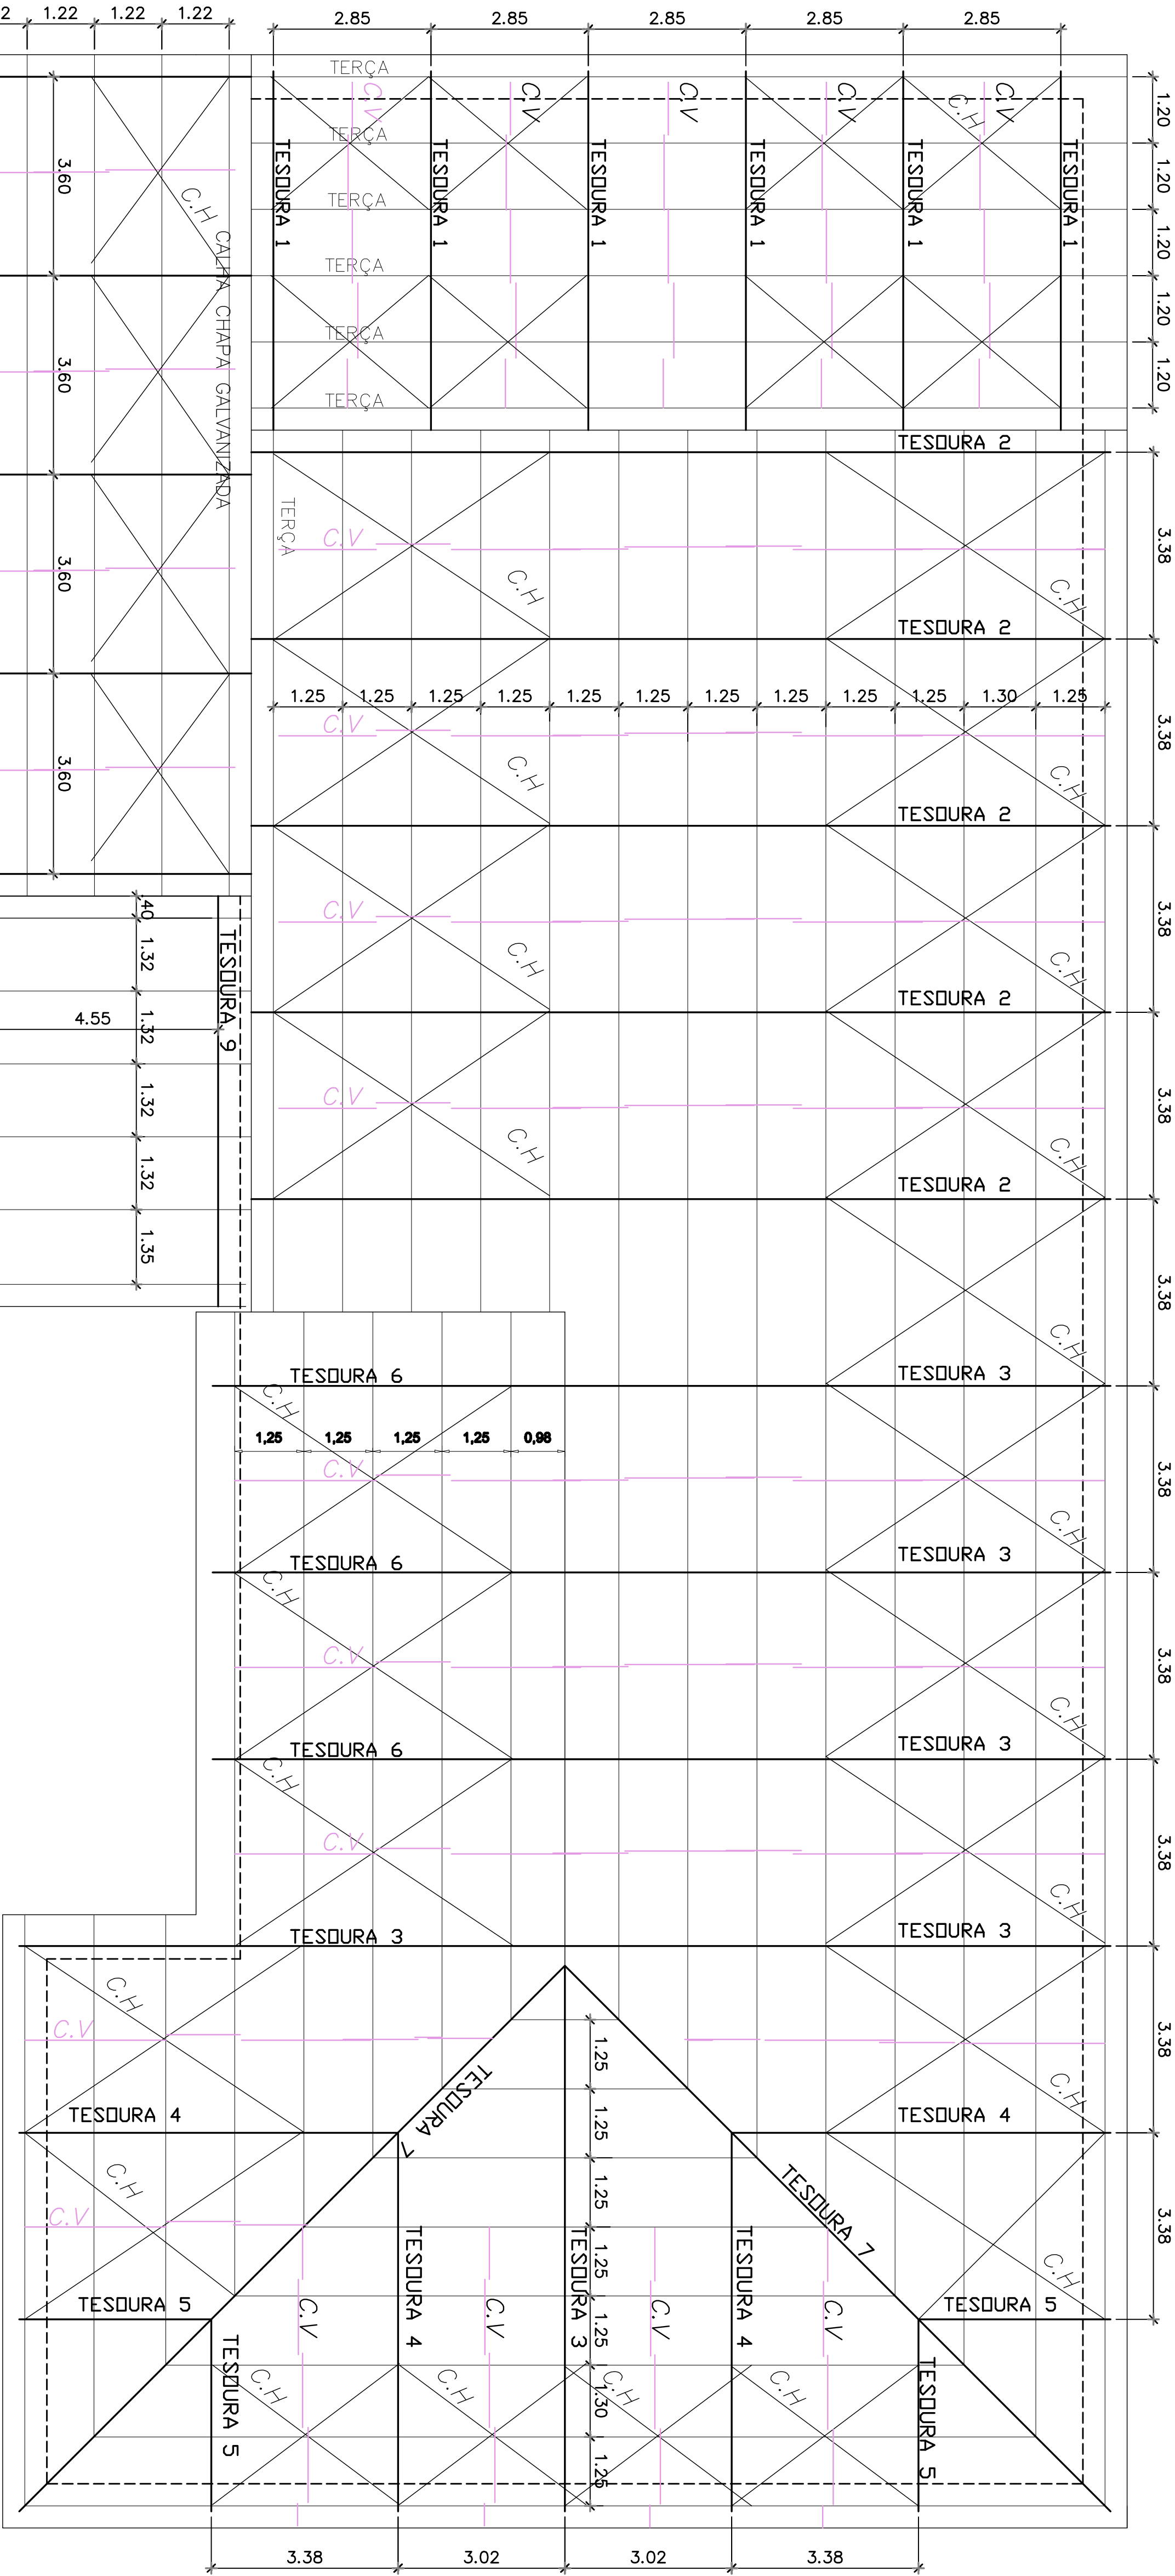 2
1.22
1.22
1.22
2.85
2.85
2.85
2.85
2.85
TERÇA
TERÇA
TERÇA
TERÇA
TERÇA
TERÇA
C.V
C.V
C.V
C.V
C.V
C.H
TESOURA 1
TESOURA 1
TESOURA 1
TESOURA 1
TESOURA 1
TESOURA 1
1.20
1.20
1.20
1.20
1.20
3.60
3.60
3.60
3.60
C.H
CALHA CHAPA GALVANIZADA
TESOURA 2
TERÇA
C.V
C.H
C.H
3.38
TESOURA 2
1.25
1.25
1.25
1.25
1.25
1.25
1.25
1.25
1.25
1.25
1.30
1.25
C.V
C.H
C.H
3.38
TESOURA 2
C.V
C.H
C.H
3.38
TESOURA 2
C.V
C.H
C.H
3.38
TESOURA 2
.40
1.32
1.32
1.32
1.32
1.35
4.55
TESOURA 9
C.H
3.38
TESOURA 6
TESOURA 3
C.H
1,25
1,25
1,25
1,25
0,98
C.V
C.H
3.38
TESOURA 6
TESOURA 3
C.H
C.V
C.H
3.38
TESOURA 6
TESOURA 3
C.H
C.V
C.H
3.38
TESOURA 3
TESOURA 3
C.H
C.V
C.H
3.38
TESOURA 7
TESOURA 4
TESOURA 4
C.H
C.V
TESOURA 7
C.H
3.38
1.25
1.25
1.25
1.25
1.25
1.30
1.25
TESOURA 4
TESOURA 3
TESOURA 4
TESOURA 5
TESOURA 5
C.V
C.V
C.V
C.V
TESOURA 5
TESOURA 5
C.H
C.H
C.H
C.H
3.38
3.02
3.02
3.38